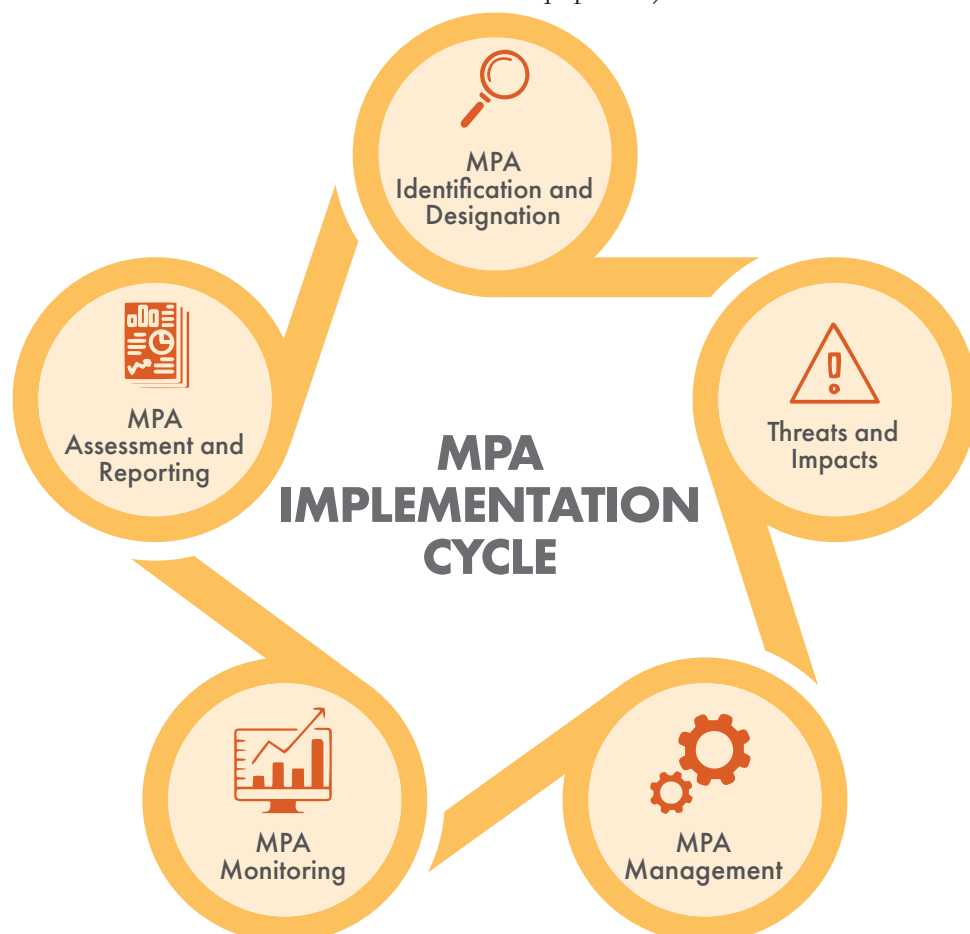 MPA
Identification and
Designation
Threats and
Impacts
MPA
Management
MPA
Monitoring
MPA
Assessment and
Reporting
MPA
IMPLEMENTATION
CYCLE